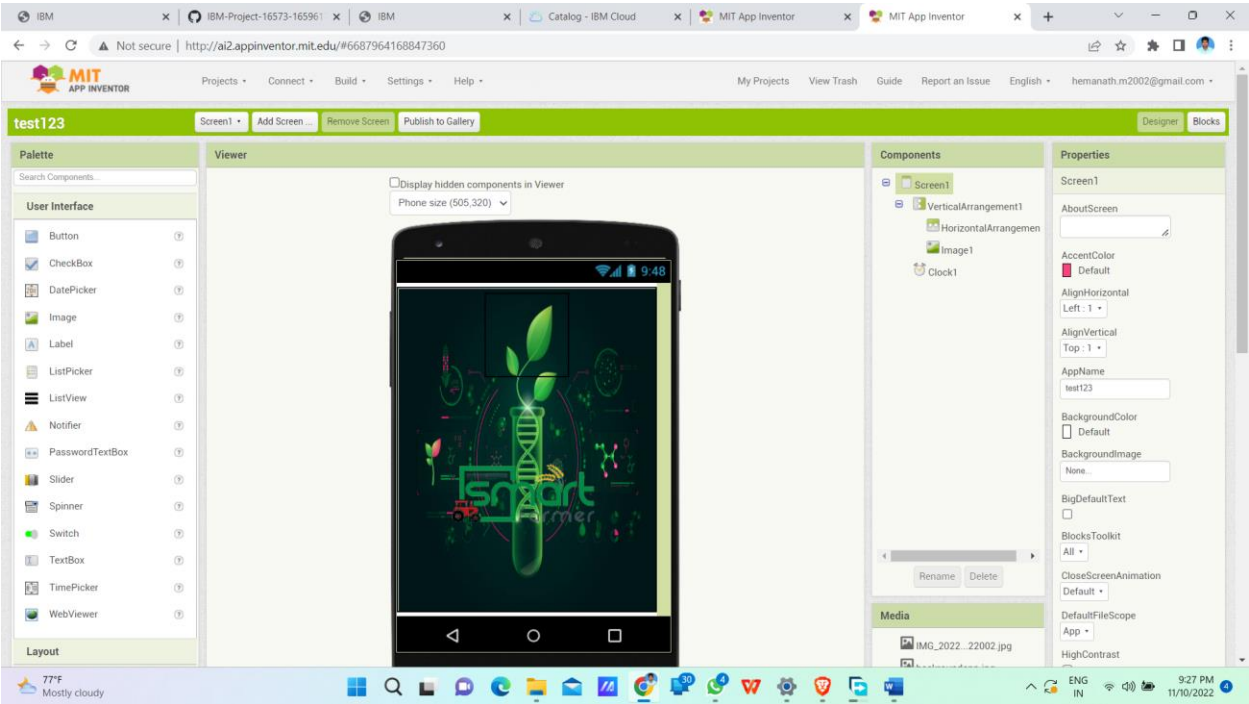 IBM
IBM-Project-16573-16596
IBM
Catalog - IBM Cloud
MIT App Inventor
MIT App Inventor
Not secure | http://ai2.appinventor.mit.edu/#6687964168847360
MIT
APP INVENTOR
Projects Connect Build Settings Help
My Projects View Trash Guide Report an Issue English hemanath.m2002@gmail.com
test123
Screen1 Add Screen ... Remove Screen Publish to Gallery
Designer Blocks
Palette
Search Components...
User Interface
Button
CheckBox
DatePicker
Image
Label
ListPicker
ListView
Notifier
PasswordTextBox
Slider
Spinner
Switch
TextBox
TimePicker
WebViewer
Layout
Viewer
Display hidden components in Viewer
Phone size (505,320)
9:48
smart
farmer
Components
Screen1
VerticalArrangement1
HorizontalArrangemen
Image1
Clock1
Rename Delete
Media
IMG_2022...22002.jpg
Properties
Screen1
AboutScreen
AccentColor
Default
AlignHorizontal
Left : 1
AlignVertical
Top : 1
AppName
test123
BackgroundColor
Default
BackgroundImage
None...
BigDefaultText
BlocksToolkit
All
CloseScreenAnimation
Default
DefaultFileScope
App
HighContrast
77°F
Mostly cloudy
30
4
ENG
IN
9:27 PM
11/10/2022
4